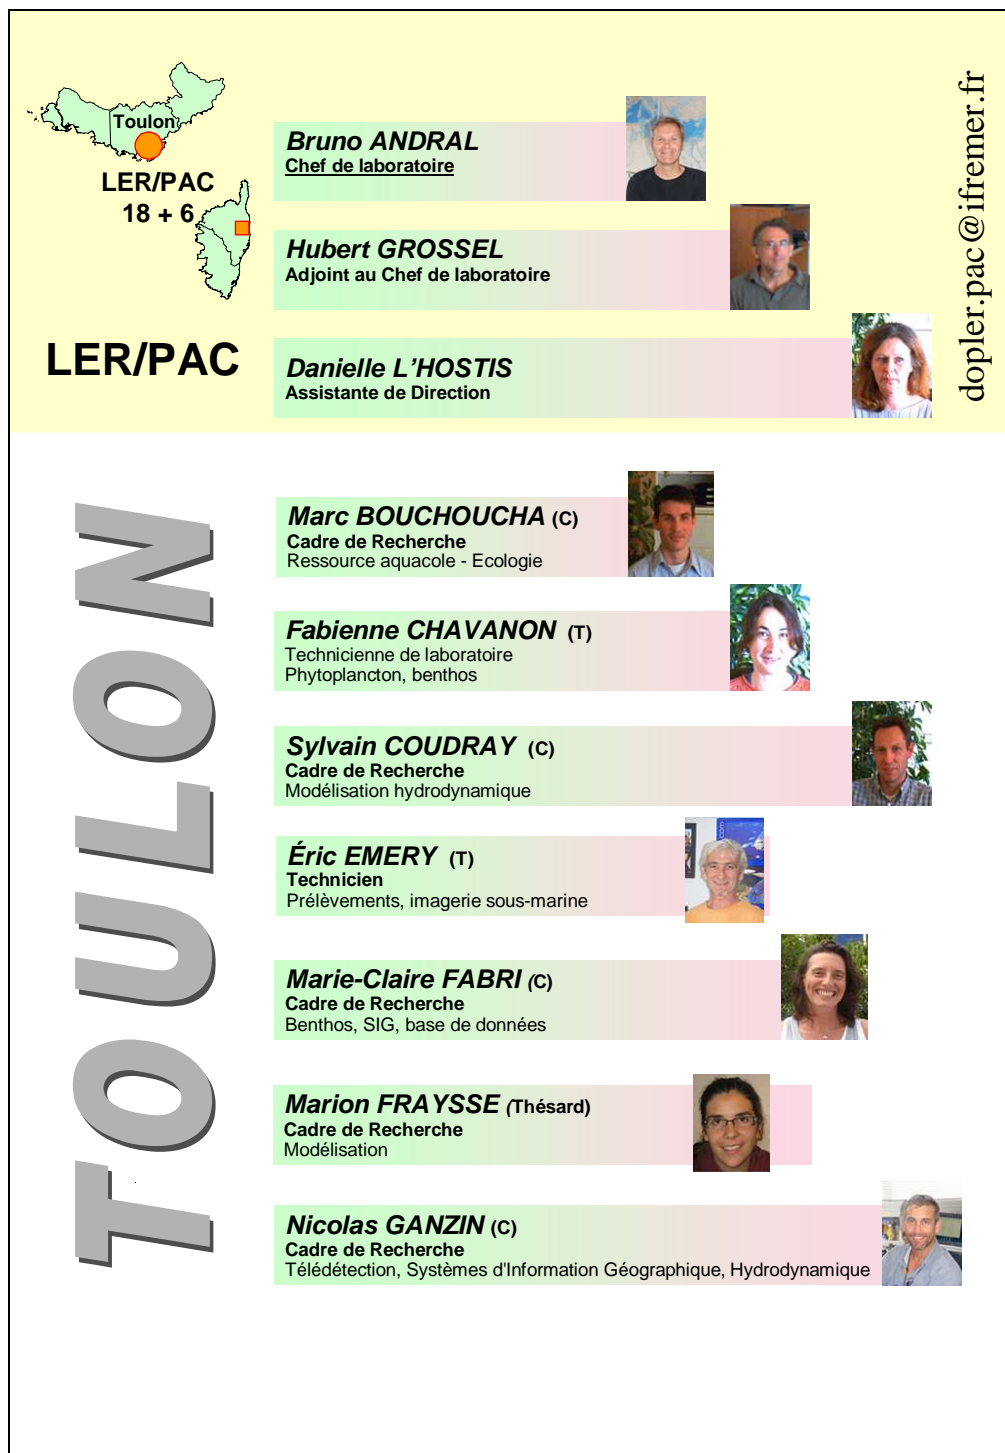 Toulon
LER/PAC
18 + 6
LER/PAC
dopler.pac@ifremer.fr
Bruno ANDRAL
Chef de laboratoire
Hubert GROSSEL
Adjoint au Chef de laboratoire
Danielle L’HOSTIS
Assistante de Direction
TOULON
Marc BOUCHOUCHA (C)
Cadre de Recherche
Ressource aquacole - Ecologie
Fabienne CHAVANON (T)
Technicienne de laboratoire
Phytoplancton, benthos
Sylvain COUDRAY (C)
Cadre de Recherche
Modélisation hydrodynamique
Éric EMERY (T)
Technicien
Prélèvements, imagerie sous-marine
Marie-Claire FABRI (C)
Cadre de Recherche
Benthos, SIG, base de données
Marion FRAYSSE (Thésard)
Cadre de Recherche
Modélisation
Nicolas GANZIN (C)
Cadre de Recherche
Télédétection, Systèmes d'Information Géographique, Hydrodynamique